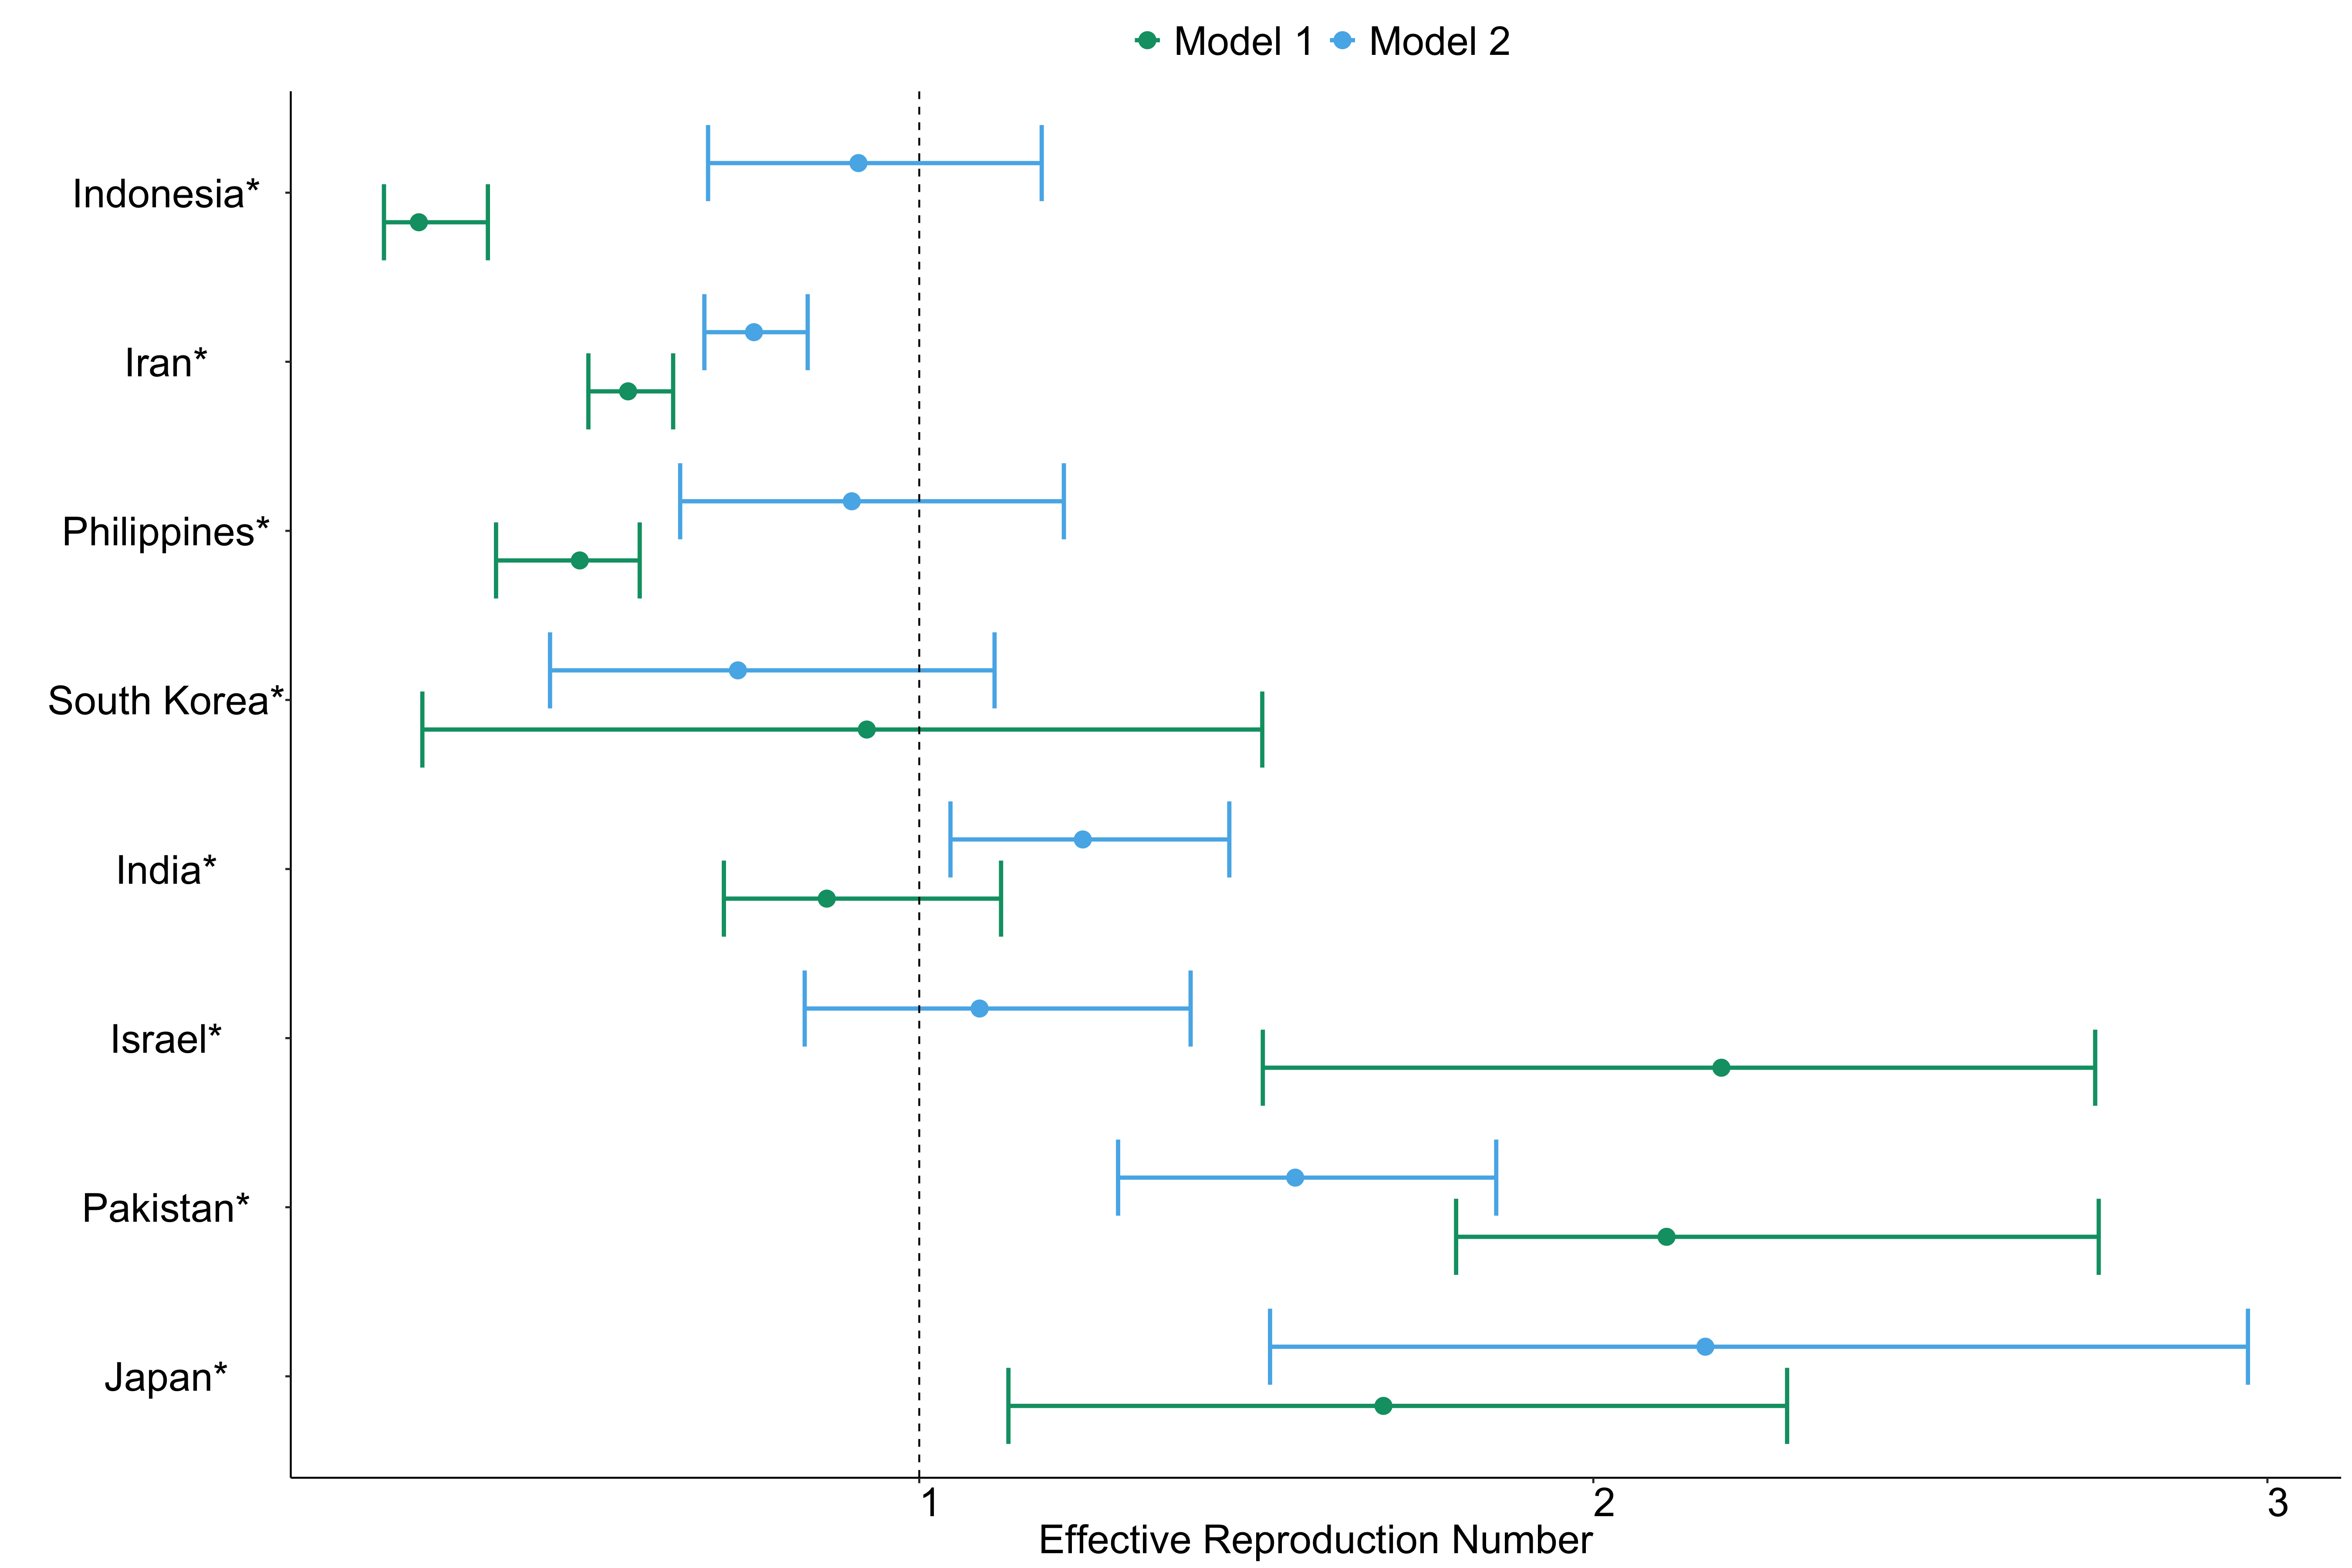 Model 1 Model 2
Indonesia*
Iran*
Philippines*
South Korea*
India*
Israel*
Pakistan*
Japan*
1 2 3
Effective Reproduction Number